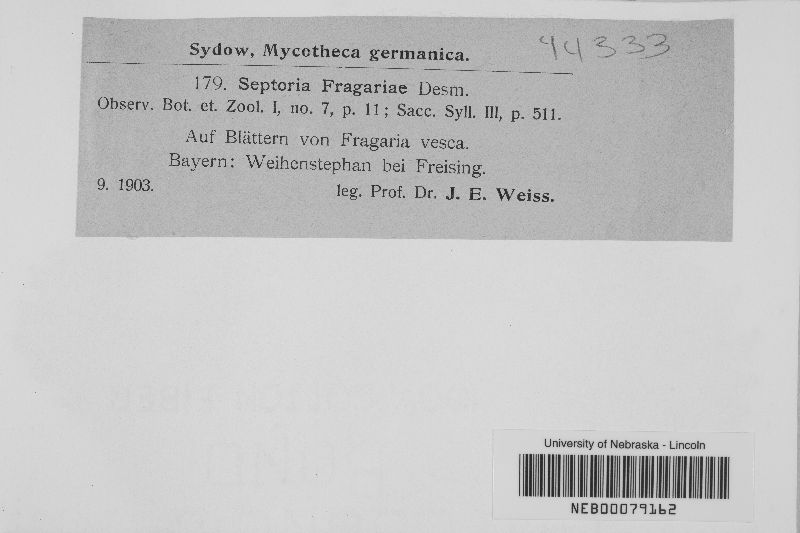 Sydow, Mycotheca germanica.
44333
179. Septoria Fragariae Desm.
Observ. Bot. et. Zool. I, no. 7, p. 11; Sacc. Syll. III, p. 511.
Auf Blättern von Fragaria vesca.
Bayern: Weihenstephan bei Freising.
9. 1903.
leg. Prof. Dr. J. E. Weiss.
University of Nebraska - Lincoln
NEB00079162